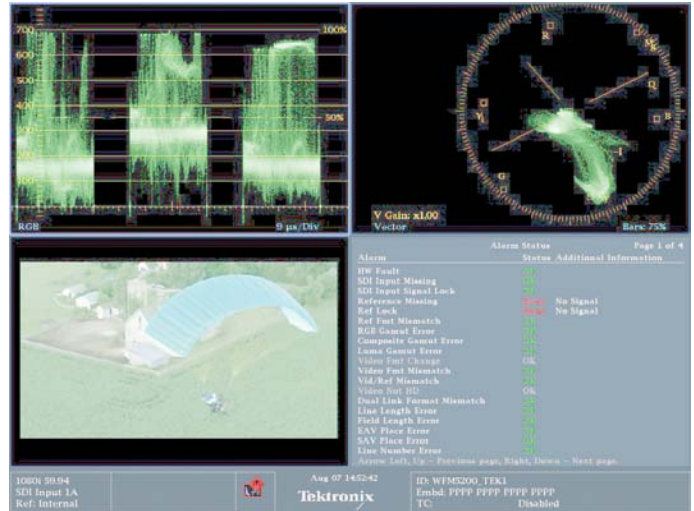 700
100%
600
500
400
50%
300
200
100
RGB
9 µs/Div
R
Mg
Q
Yl
B
I
G
V Gain: x1.00
Vector
Bars: 75%
Alarm Status Page 1 of 4
Alarm Status Additional Information
HW Fault
SDI Input Missing
SDI Input Signal Lock
Reference Missing No Signal
Ref Lock No Signal
Ref Fmt Mismatch
RGB Gamut Error
Composite Gamut Error
Luma Gamut Error
Video Fmt Change OK
Video Fmt Mismatch
Vid/Ref Mismatch
Video Not HD OK
Dual Link Format Mismatch
Line Length Error
Field Length Error
EAV Place Error
SAV Place Error
Line Number Error
Arrow Left, Up - Previous page, Right, Down - Next page.
1080i 59.94
SDI Input 1A
Ref: Internal
Aug 07 14:52:42
Tektronix
ID: WFM5200_TEK1
Embd: PPPP PPPP PPPP PPPP
TC: Disabled